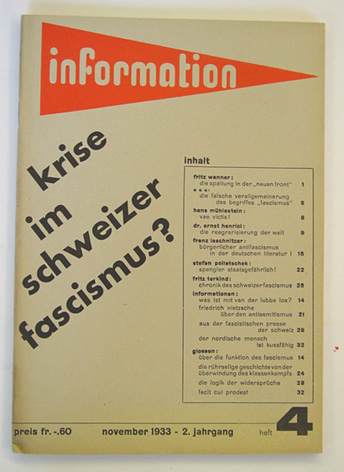 information
krise
im
schweizer
fascismus?
inhalt
fritz wanner:
die spaltung in der „neuen front" 1
***:
die falsche verallgemeinerung
des begriffes „fascismus" 6
hans mühlestein:
vae victis! 8
dr. ernst henrici:
die reagrarisierung der welt 9
franz leschnitzer:
bürgerlicher antifascismus
in der deutschen literatur I 15
stefan pollatschek:
spengler staatsgefährlich! 22
fritz terkind:
chronik des schweizer fascismus 25
informationen:
was ist mit van der lubbe los? 14
friedrich nietzsche
über den antisemitismus 21
aus der fascistischen presse
der schweiz 29
der nordische mensch
ist kussfähig 32
glossen:
über die funktion des fascismus 14
die rührselige geschichte von der
überwindung des klassenkampfs 24
die logik der widersprüche 28
fecit cui prodest 32
preis fr. -.60 november 1933 - 2. jahrgang heft 4